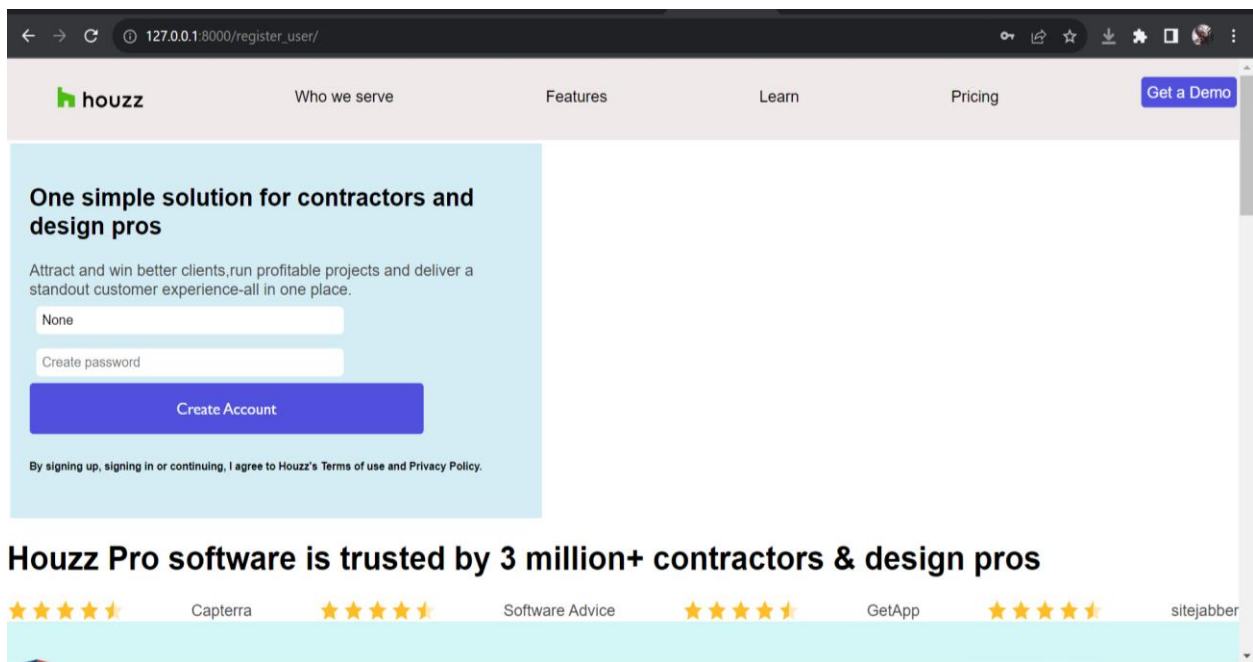 127.0.0.1:8000/register_user/
houzz Who we serve Features Learn Pricing Get a Demo
One simple solution for contractors and
design pros
Attract and win better clients,run profitable projects and deliver a
standout customer experience-all in one place.
None
Create password
Create Account
By signing up, signing in or continuing, I agree to Houzz's Terms of use and Privacy Policy.
Houzz Pro software is trusted by 3 million+ contractors & design pros
Capterra Software Advice GetApp sitejabber